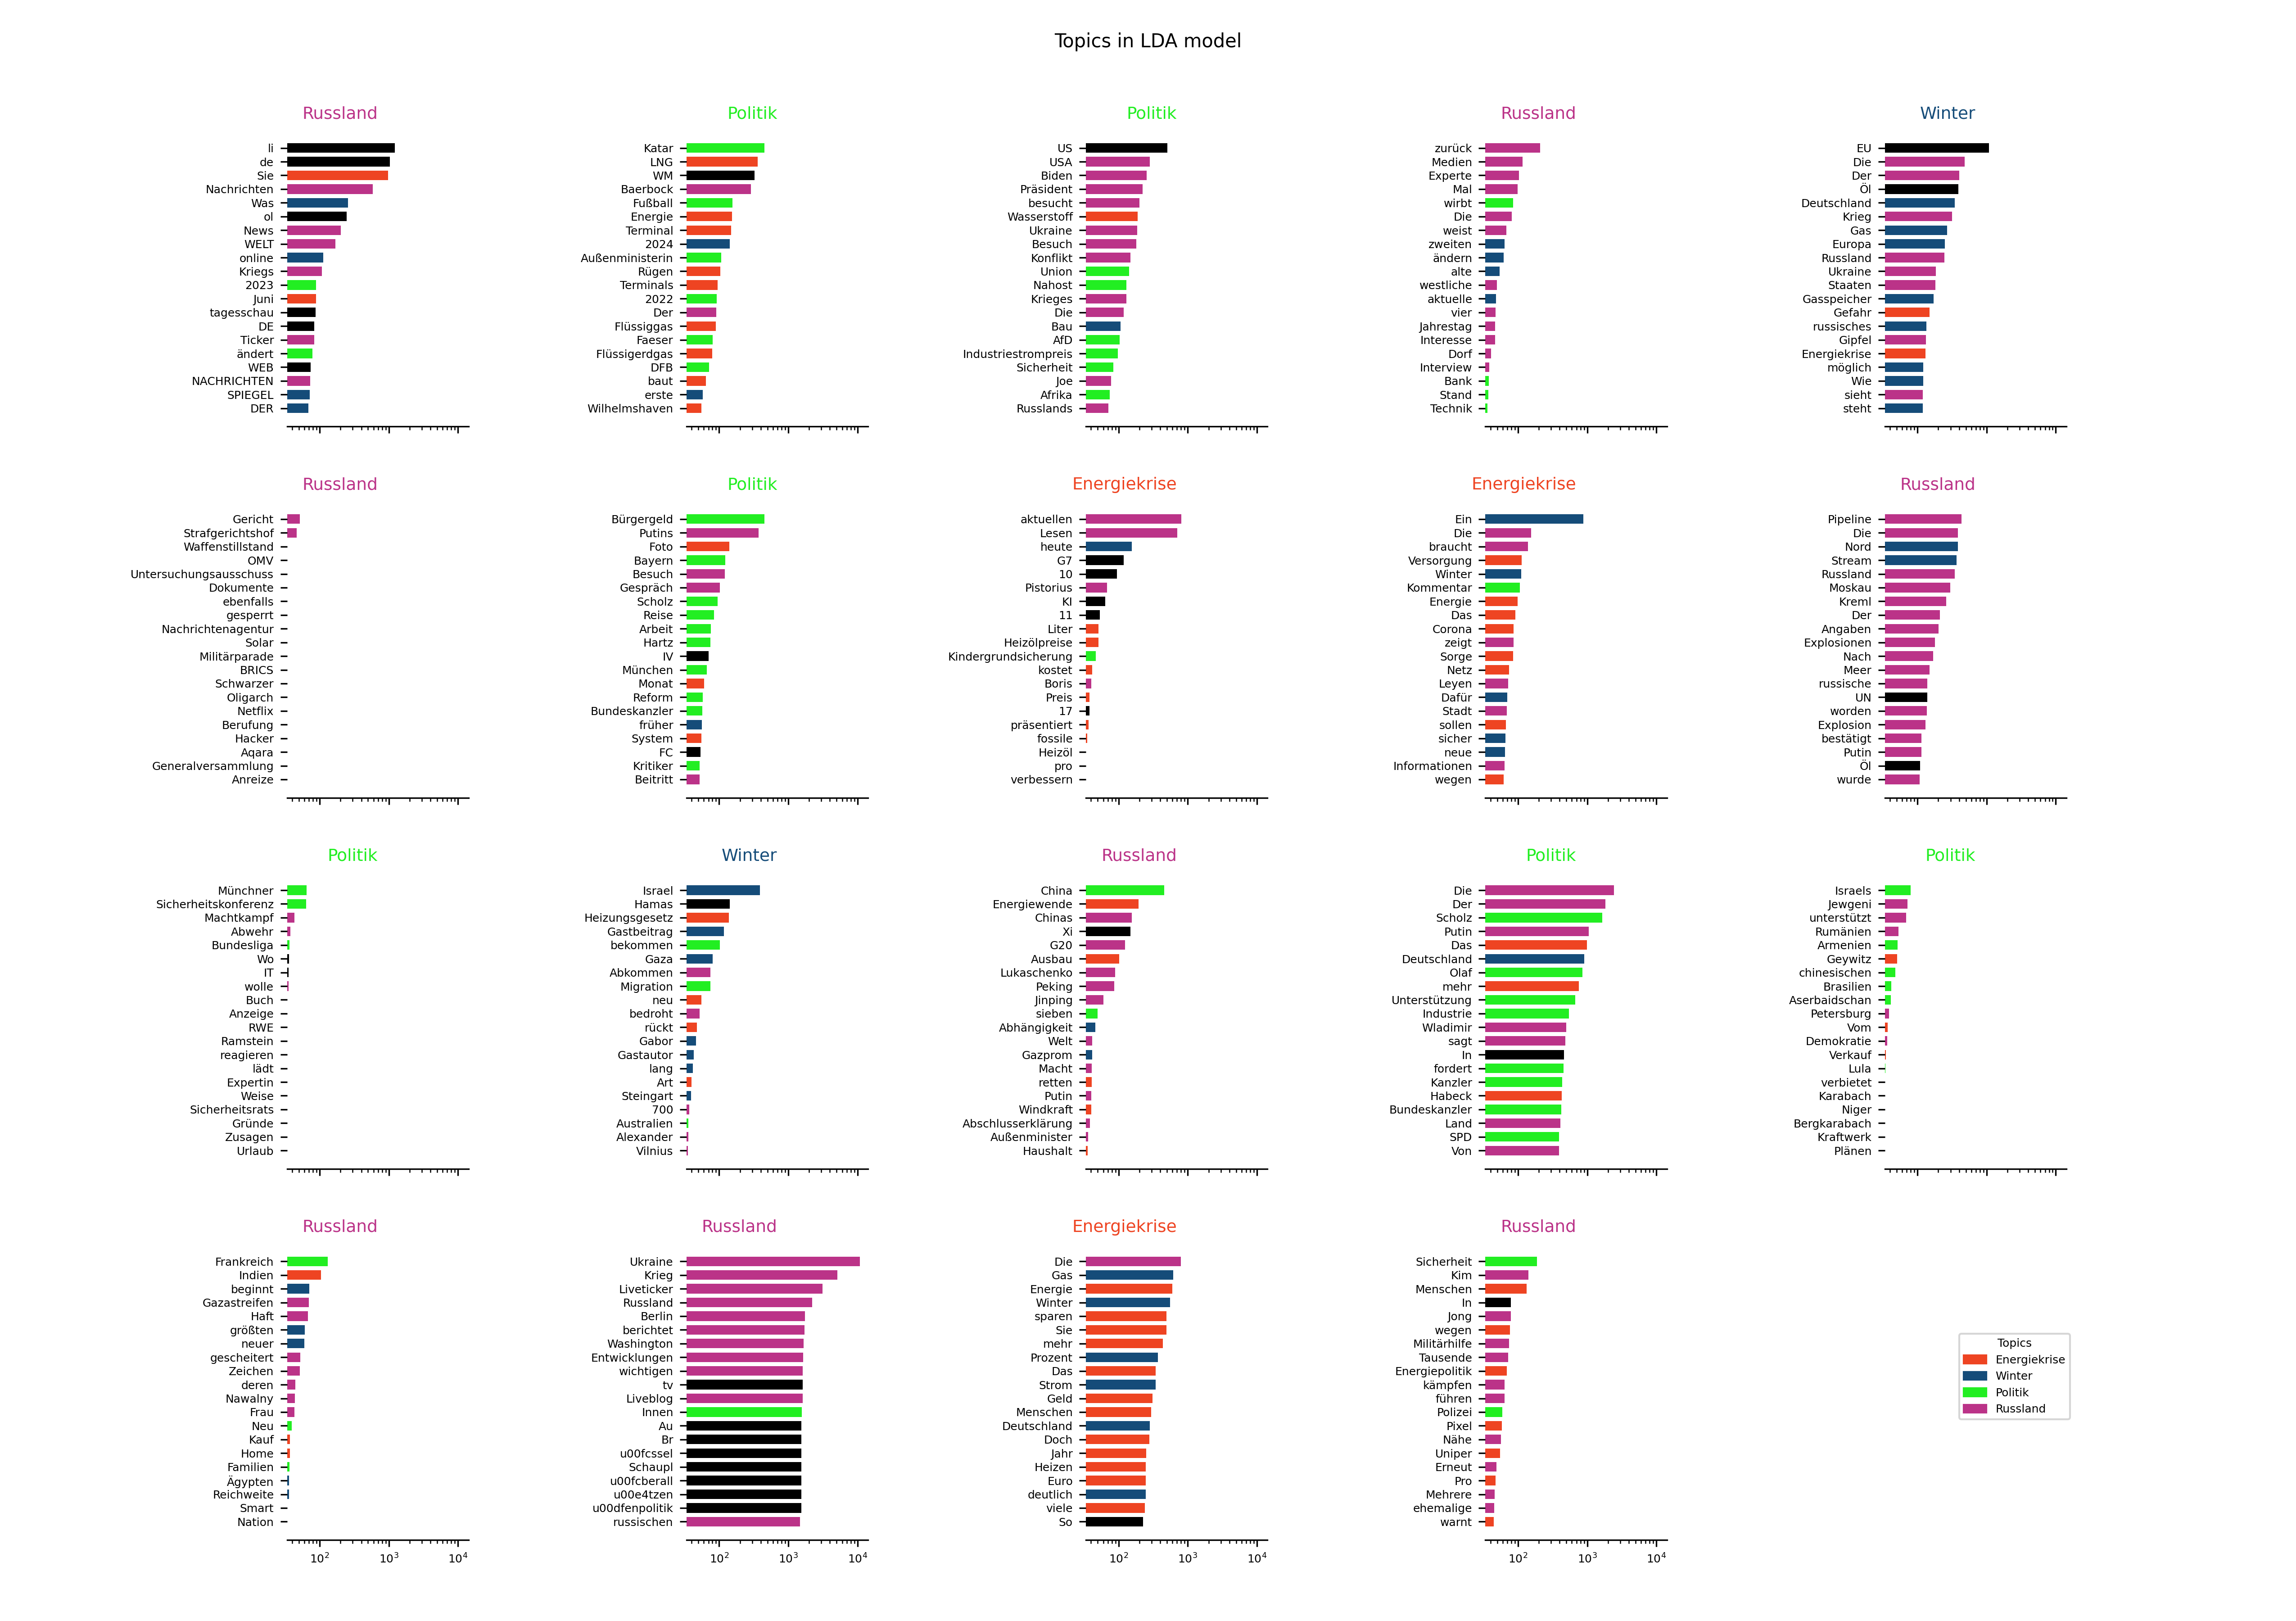 Topics in LDA model
Russland
li
de
Sie
Nachrichten
Was
ol
News
WELT
online
Kriegs
2023
Juni
tagesschau
DE
Ticker
ändert
WEB
NACHRICHTEN
SPIEGEL
DER
Politik
Katar
LNG
WM
Baerbock
Fußball
Energie
Terminal
2024
Außenministerin
Rügen
Terminals
2022
Der
Flüssiggas
Faeser
Flüssigerdgas
DFB
baut
erste
Wilhelmshaven
Politik
US
USA
Biden
Präsident
besucht
Wasserstoff
Ukraine
Besuch
Konflikt
Union
Nahost
Krieges
Die
Bau
AfD
Industriestrompreis
Sicherheit
Joe
Afrika
Russlands
Russland
zurück
Medien
Experte
Mal
wirbt
Die
weist
zweiten
ändern
alte
westliche
aktuelle
vier
Jahrestag
Interesse
Dorf
Interview
Bank
Stand
Technik
Winter
EU
Die
Der
Öl
Deutschland
Krieg
Gas
Europa
Russland
Ukraine
Staaten
Gasspeicher
Gefahr
russisches
Gipfel
Energiekrise
möglich
Wie
sieht
steht
Russland
Gericht
Strafgerichtshof
Waffenstillstand
OMV
Untersuchungsausschuss
Dokumente
ebenfalls
gesperrt
Nachrichtenagentur
Solar
Militärparade
BRICS
Schwarzer
Oligarch
Netflix
Berufung
Hacker
Aqara
Generalversammlung
Anreize
Politik
Bürgergeld
Putins
Foto
Bayern
Besuch
Gespräch
Scholz
Reise
Arbeit
Hartz
IV
München
Monat
Reform
Bundeskanzler
früher
System
FC
Kritiker
Beitritt
Energiekrise
aktuellen
Lesen
heute
G7
10
Pistorius
KI
11
Liter
Heizölpreise
Kindergrundsicherung
kostet
Boris
Preis
17
präsentiert
fossile
Heizöl
pro
verbessern
Energiekrise
Ein
Die
braucht
Versorgung
Winter
Kommentar
Energie
Das
Corona
zeigt
Sorge
Netz
Leyen
Dafür
Stadt
sollen
sicher
neue
Informationen
wegen
Russland
Pipeline
Die
Nord
Stream
Russland
Moskau
Kreml
Der
Angaben
Explosionen
Nach
Meer
russische
UN
worden
Explosion
bestätigt
Putin
Öl
wurde
Politik
Münchner
Sicherheitskonferenz
Machtkampf
Abwehr
Bundesliga
Wo
IT
wolle
Buch
Anzeige
RWE
Ramstein
reagieren
lädt
Expertin
Weise
Sicherheitsrats
Gründe
Zusagen
Urlaub
Winter
Israel
Hamas
Heizungsgesetz
Gastbeitrag
bekommen
Gaza
Abkommen
Migration
neu
bedroht
rückt
Gabor
Gastautor
lang
Art
Steingart
700
Australien
Alexander
Vilnius
Russland
China
Energiewende
Chinas
Xi
G20
Ausbau
Lukaschenko
Peking
Jinping
sieben
Abhängigkeit
Welt
Gazprom
Macht
retten
Putin
Windkraft
Abschlusserklärung
Außenminister
Haushalt
Politik
Die
Der
Scholz
Putin
Das
Deutschland
Olaf
mehr
Unterstützung
Industrie
Wladimir
sagt
In
fordert
Kanzler
Habeck
Bundeskanzler
Land
SPD
Von
Politik
Israels
Jewgeni
unterstützt
Rumänien
Armenien
Geywitz
chinesischen
Brasilien
Aserbaidschan
Petersburg
Vom
Demokratie
Verkauf
Lula
verbietet
Karabach
Niger
Bergkarabach
Kraftwerk
Plänen
Russland
Frankreich
Indien
beginnt
Gazastreifen
Haft
größten
neuer
gescheitert
Zeichen
deren
Nawalny
Frau
Neu
Kauf
Home
Familien
Ägypten
Reichweite
Smart
Nation
10² 10³ 10⁴
Russland
Ukraine
Krieg
Liveticker
Russland
Berlin
berichtet
Washington
Entwicklungen
wichtigen
tv
Liveblog
Innen
Au
Br
u00fcssel
Schaupl
u00fcberall
u00e4tzen
u00dfenpolitik
russischen
10² 10³ 10⁴
Energiekrise
Die
Gas
Energie
Winter
sparen
Sie
mehr
Prozent
Das
Strom
Geld
Menschen
Deutschland
Doch
Jahr
Heizen
Euro
deutlich
viele
So
10² 10³ 10⁴
Russland
Sicherheit
Kim
Menschen
In
Jong
wegen
Militärhilfe
Tausende
Energiepolitik
kämpfen
führen
Polizei
Pixel
Nähe
Uniper
Erneut
Pro
Mehrere
ehemalige
warnt
10² 10³ 10⁴
Topics
Energiekrise
Winter
Politik
Russland